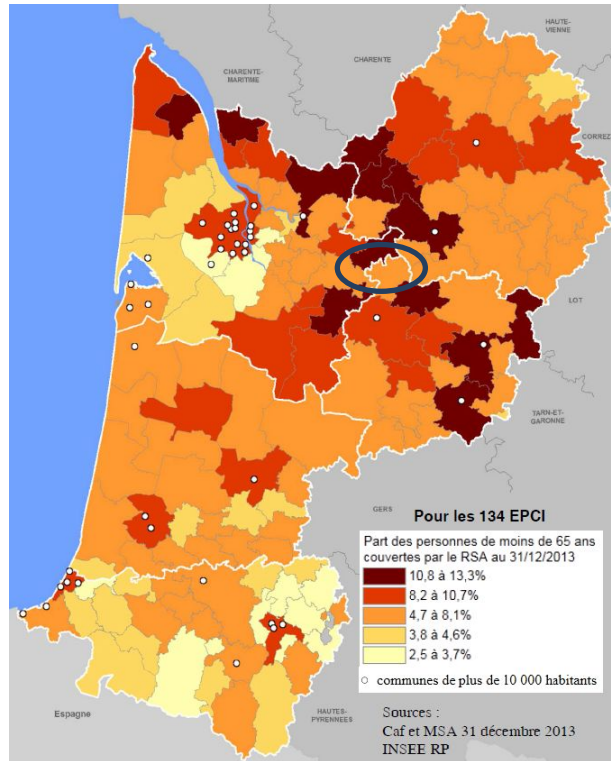 HAUTE-
VIENNE
CHARENTE-
MARITIME
CHARENTE
CORREZ
LOT
TARN-ET-
GARONNE
GERS
Pour les 134 EPCI
Part des personnes de moins de 65 ans
couvertes par le RSA au 31/12/2013
10,8 à 13,3%
8,2 à 10,7%
4,7 à 8,1%
3,8 à 4,6%
2,5 à 3,7%
communes de plus de 10 000 habitants
Espagne
HAUTES-
PYRENNEES
Sources :
Caf et MSA 31 décembre 2013
INSEE RP